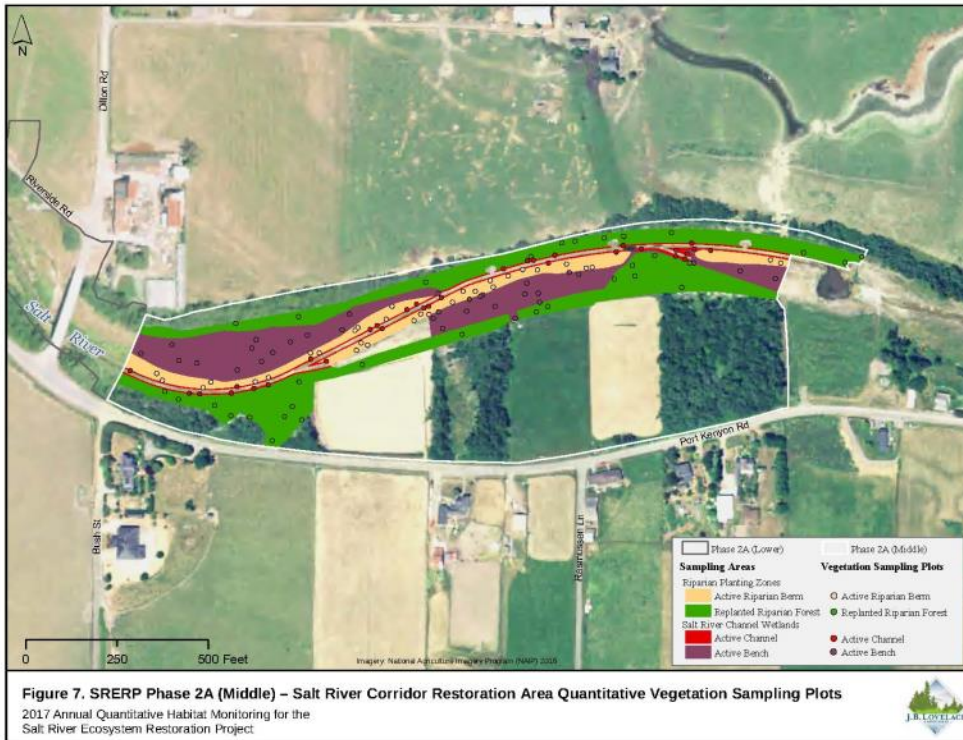 N
Dillon Rd
Riverside Rd
Salt River
Bush St
Port Kenyon Rd
Rasmussen Ln
0 250 500 Feet
Imagery: National Agriculture Imagery Program (NAIP) 2016
Phase 2A (Lower) Phase 2A (Middle)
Sampling Areas Vegetation Sampling Plots
Riparian Planting Zones
Active Riparian Berm Active Riparian Berm
Replanted Riparian Forest Replanted Riparian Forest
Salt River Channel Wetlands
Active Channel Active Channel
Active Bench Active Bench
Figure 7. SRERP Phase 2A (Middle) – Salt River Corridor Restoration Area Quantitative Vegetation Sampling Plots
2017 Annual Quantitative Habitat Monitoring for the
Salt River Ecosystem Restoration Project
J.B. LOVELACE